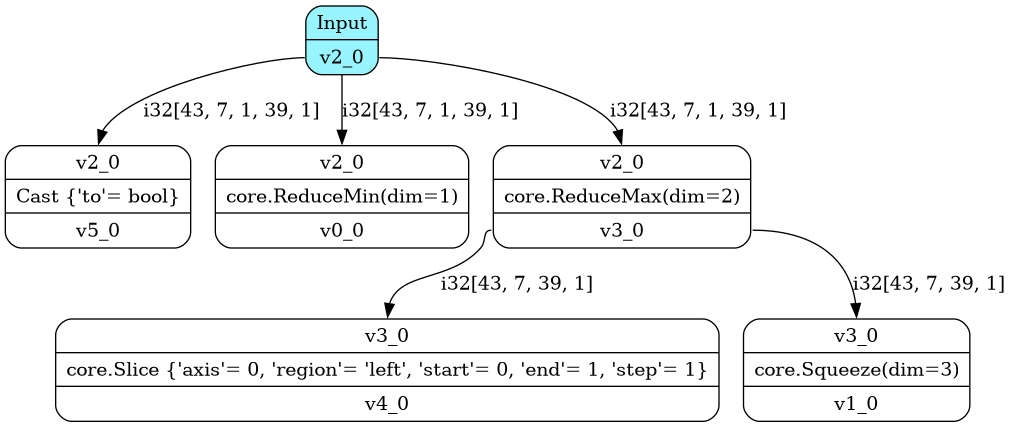 Input
v2_0
i32[43, 7, 1, 39, 1]
i32[43, 7, 1, 39, 1]
i32[43, 7, 1, 39, 1]
v2_0
Cast {'to'= bool}
v5_0
v2_0
core.ReduceMin(dim=1)
v0_0
v2_0
core.ReduceMax(dim=2)
v3_0
i32[43, 7, 39, 1]
i32[43, 7, 39, 1]
v3_0
core.Slice {'axis'= 0, 'region'= 'left', 'start'= 0, 'end'= 1, 'step'= 1}
v4_0
v3_0
core.Squeeze(dim=3)
v1_0